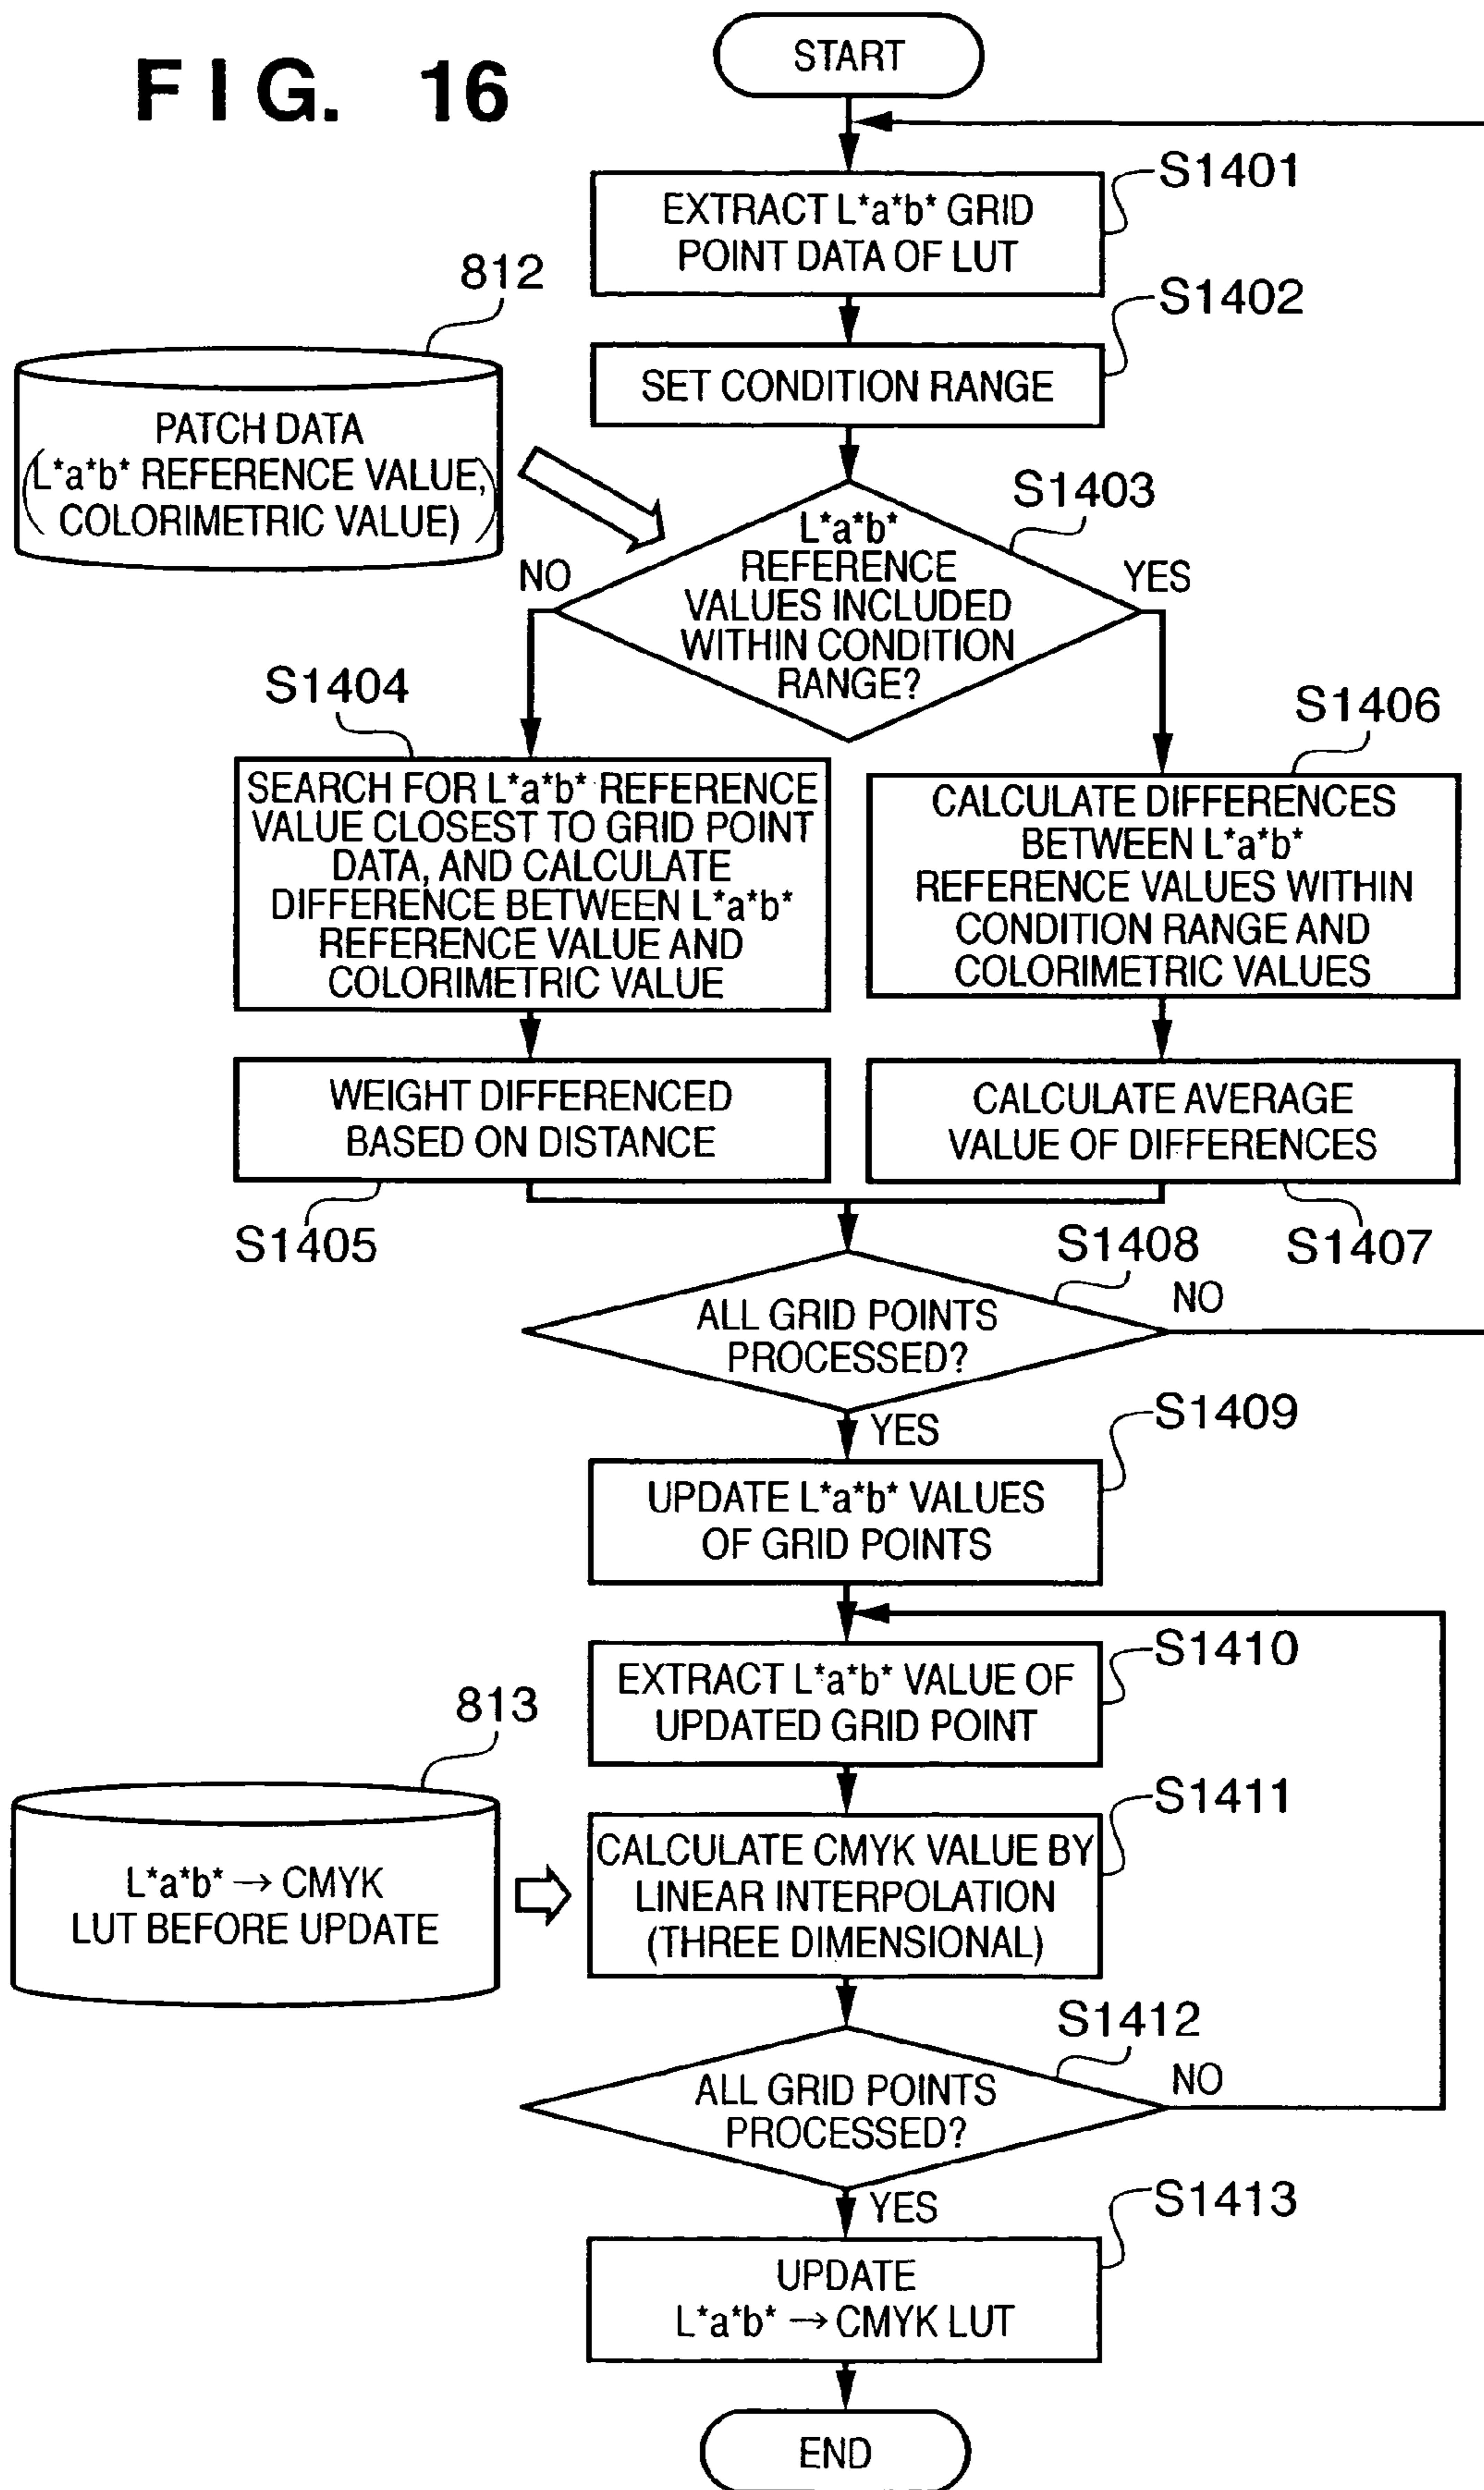 FIG. 16
START
S1401
EXTRACT L*a*b* GRID
POINT DATA OF LUT
812
S1402
SET CONDITION RANGE
PATCH DATA
(L*a*b* REFERENCE VALUE,
COLORIMETRIC VALUE)
S1403
L*a*b*
REFERENCE
VALUES INCLUDED
WITHIN CONDITION
RANGE?
NO
YES
S1404
S1406
SEARCH FOR L*a*b* REFERENCE
VALUE CLOSEST TO GRID POINT
DATA, AND CALCULATE
DIFFERENCE BETWEEN L*a*b*
REFERENCE VALUE AND
COLORIMETRIC VALUE
CALCULATE DIFFERENCES
BETWEEN L*a*b*
REFERENCE VALUES WITHIN
CONDITION RANGE AND
COLORIMETRIC VALUES
WEIGHT DIFFERENCED
BASED ON DISTANCE
CALCULATE AVERAGE
VALUE OF DIFFERENCES
S1405
S1407
S1408
ALL GRID POINTS
PROCESSED?
NO
YES
S1409
UPDATE L*a*b* VALUES
OF GRID POINTS
S1410
EXTRACT L*a*b* VALUE OF
UPDATED GRID POINT
813
S1411
L*a*b* → CMYK
LUT BEFORE UPDATE
CALCULATE CMYK VALUE BY
LINEAR INTERPOLATION
(THREE DIMENSIONAL)
S1412
ALL GRID POINTS
PROCESSED?
NO
YES
S1413
UPDATE
L*a*b* → CMYK LUT
END